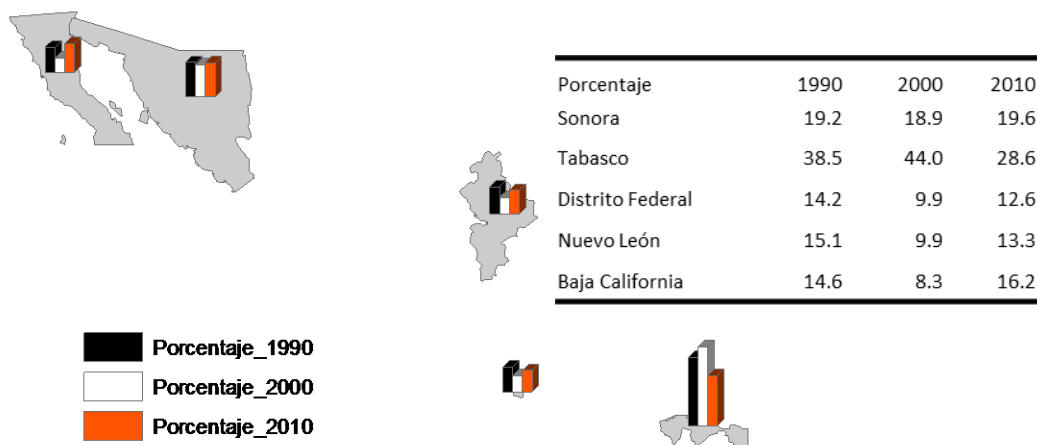 Porcentaje 1990 2000 2010
Sonora 19.2 18.9 19.6
Tabasco 38.5 44.0 28.6
Distrito Federal 14.2 9.9 12.6
Nuevo León 15.1 9.9 13.3
Baja California 14.6 8.3 16.2
Porcentaje_1990
Porcentaje_2000
Porcentaje_2010